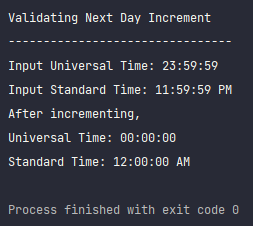 Validating Next Day Increment
--------------------------------
Input Universal Time: 23:59:59
Input Standard Time: 11:59:59 PM
After incrementing,
Universal Time: 00:00:00
Standard Time: 12:00:00 AM
Process finished with exit code 0